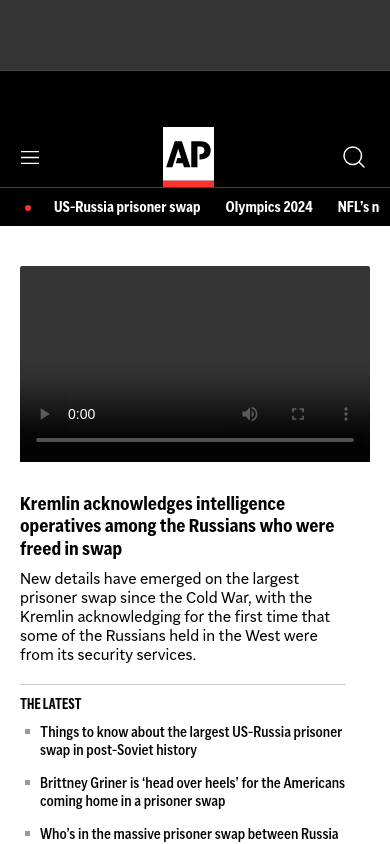 AP
US-Russia prisoner swap Olympics 2024 NFL's n
0:00
Kremlin acknowledges intelligence
operatives among the Russians who were
freed in swap
New details have emerged on the largest
prisoner swap since the Cold War, with the
Kremlin acknowledging for the first time that
some of the Russians held in the West were
from its security services.
THE LATEST
Things to know about the largest US-Russia prisoner
swap in post-Soviet history
Brittney Griner is ‘head over heels’ for the Americans
coming home in a prisoner swap
Who’s in the massive prisoner swap between Russia